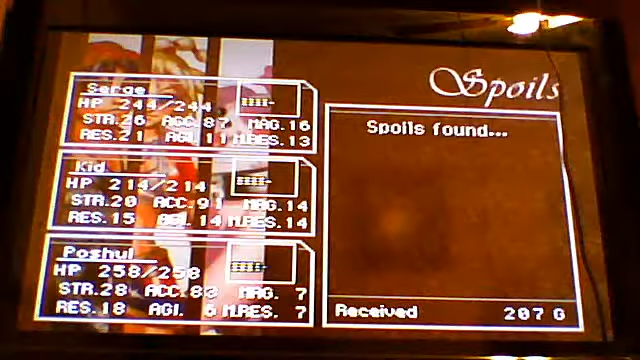 Spoils
Serge
HP 244/244
STR.26 ACC.87 MAG.16
RES.21 AGI.11 M.RES.13
Kid
HP 214/214
STR.20 ACC.91 MAG.14
RES.15 AGI.14 M.RES.14
Poshul
HP 258/258
STR.28 ACC.83 MAG. 7
RES.18 AGI. 6 M.RES. 7
Spoils found...
Received 207 G